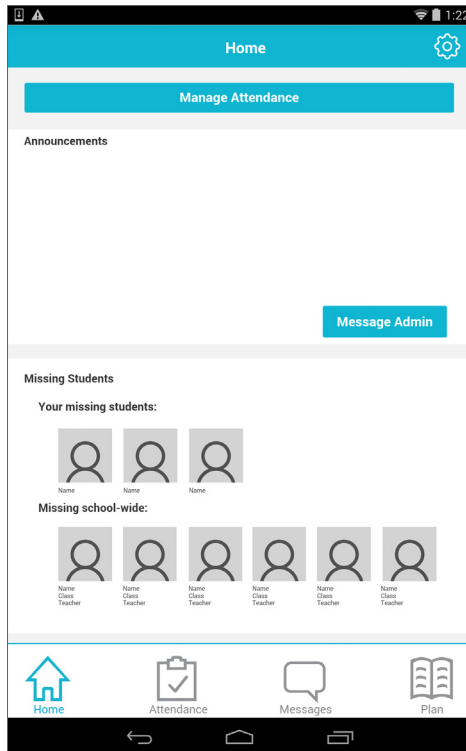 1:22
Home
Manage Attendance
Announcements
Message Admin
Missing Students
Your missing students:
Name Name Name
Missing school-wide:
Name Name Name Name Name Name
Class Class Class Class Class Class
Teacher Teacher Teacher Teacher Teacher Teacher
Home Attendance Messages Plan